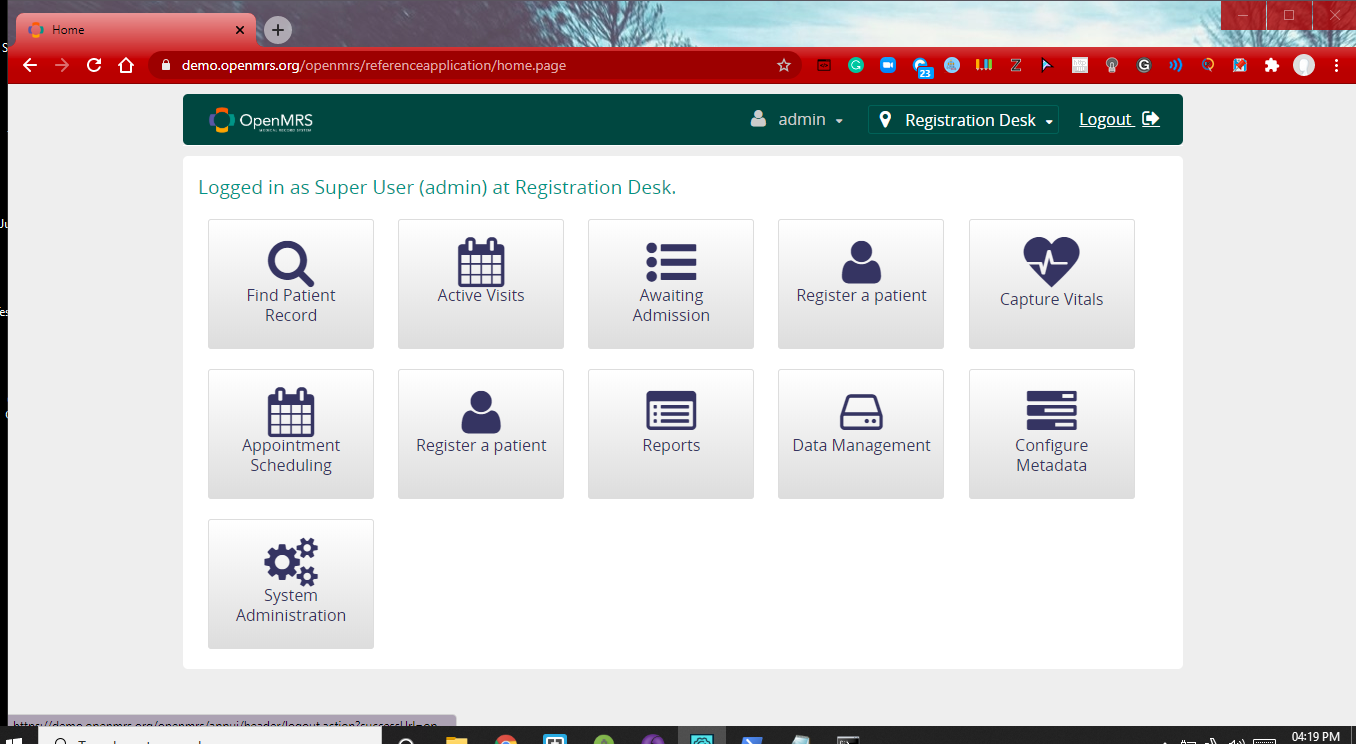 Home
demo.openmrs.org/openmrs/referenceapplication/home.page
23
OpenMRS
MEDICAL RECORD SYSTEM
admin
Registration Desk
Logout
Logged in as Super User (admin) at Registration Desk.
Find Patient
Record
Active Visits
Awaiting
Admission
Register a patient
Capture Vitals
Appointment
Scheduling
Register a patient
Reports
Data Management
Configure
Metadata
System
Administration
https://demo.openmrs.org/openmrs/appui/header/logout.action?successUrl=op...
04:19 PM